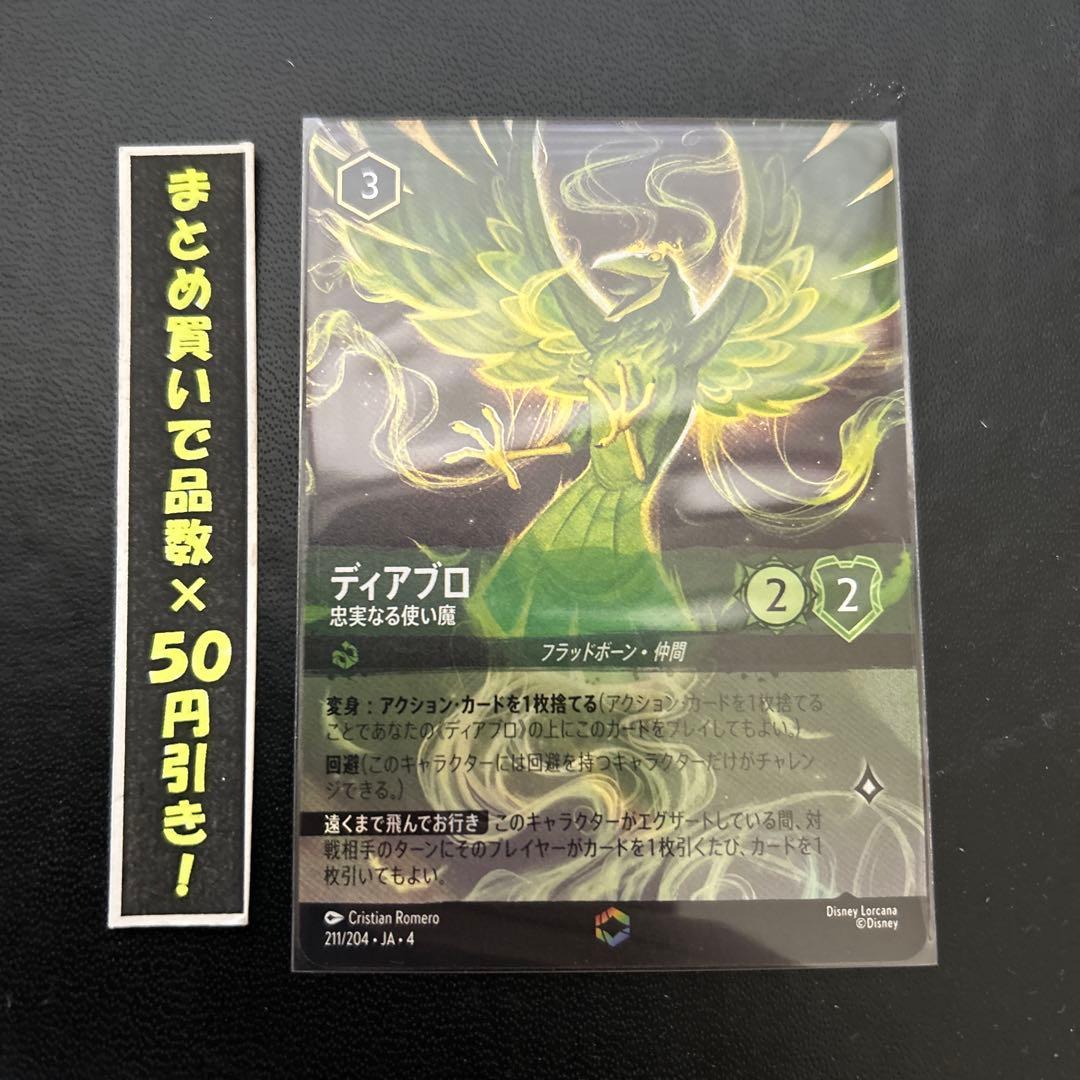 まとめ買いで品数×50円引き！
3
ディアブロ
忠実なる使い魔
2
2
フラッドボーン・仲間
変身：アクション・カードを1枚捨てる(アクション・カードを1枚捨てる
ことであなたの《ディアブロ》の上にこのカードをプレイしてもよい。)
回避(このキャラクターには回避を持つキャラクターだけがチャレン
ジできる。)
遠くまで飛んでお行き このキャラクターがエグザートしている間、対
戦相手のターンにそのプレイヤーがカードを1枚引くたび、カードを1
枚引いてもよい。
Cristian Romero
211/204・JA・4
Disney Lorcana
©Disney